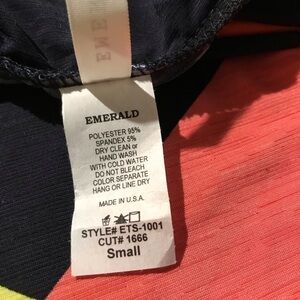 EME
EMERALD
POLYESTER 95%
SPANDEX 5%
DRY CLEAN or
HAND WASH
WITH COLD WATER
DO NOT BLEACH
COLOR SEPARATE
HANG OR LINE DRY
MADE IN U.S.A.
STYLE# ETS-1001
CUT# 1666
Small